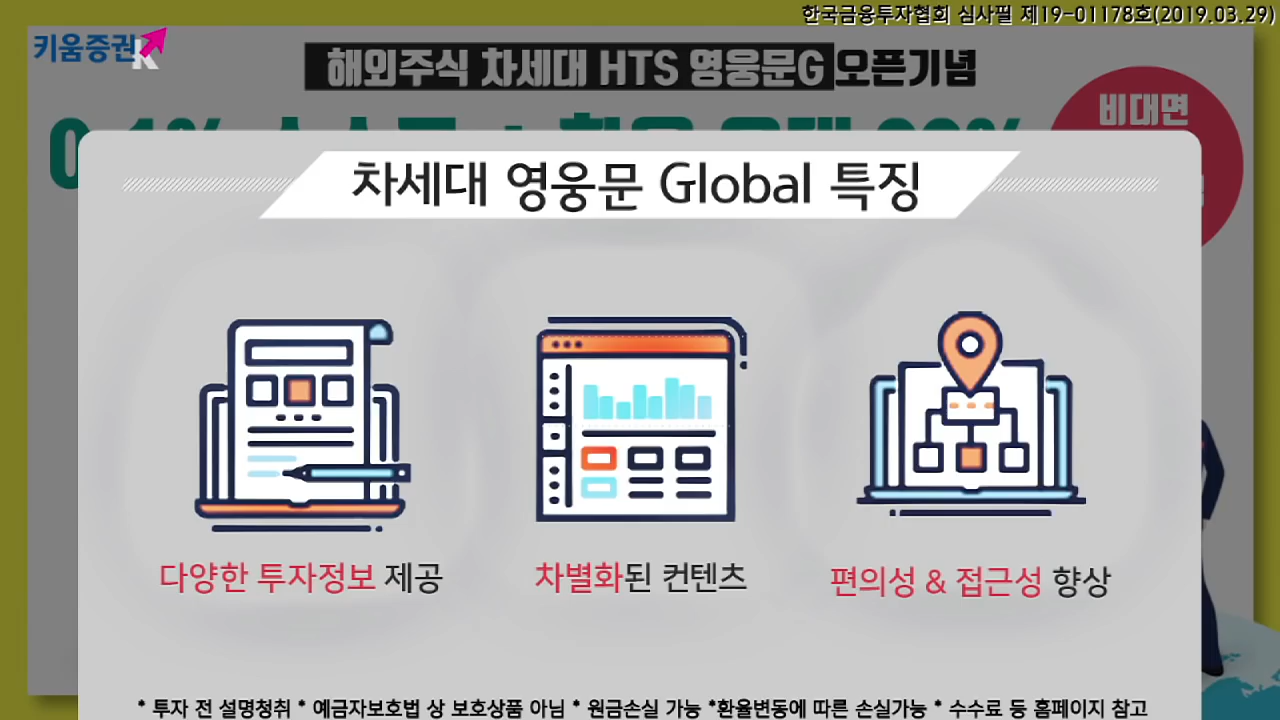 한국금융투자협회 심사필 제19-01178호(2019.03.29)
키움증권
해외주식 차세대 HTS 영웅문G 오픈기념
비대면
차세대 영웅문 Global 특징
다양한 투자정보 제공
차별화된 컨텐츠
편의성 & 접근성 향상
* 투자 전 설명청취 * 예금자보호법 상 보호상품 아님 * 원금손실 가능 *환율변동에 따른 손실가능 * 수수료 등 홈페이지 참고